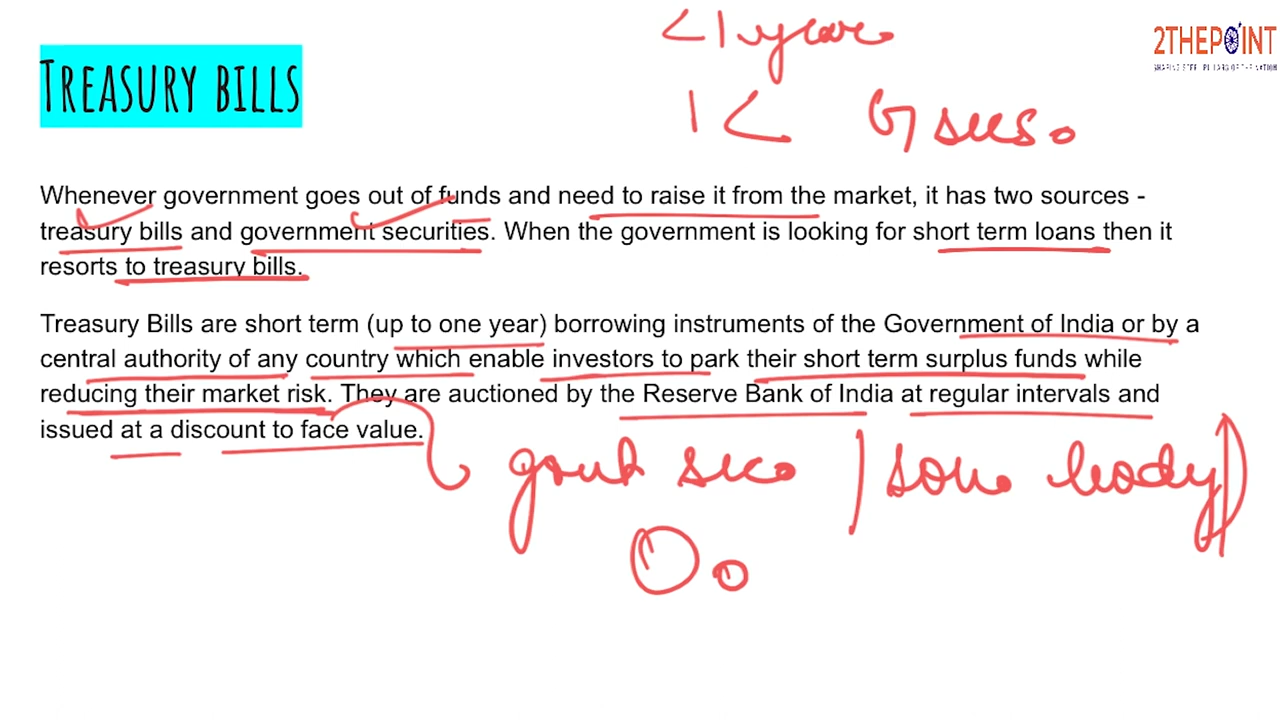 <1 year
2THEPOINT
TREASURY BILLS
1< G secs.
Whenever government goes out of funds and need to raise it from the market, it has two sources -
treasury bills and government securities. When the government is looking for short term loans then it
resorts to treasury bills.
Treasury Bills are short term (up to one year) borrowing instruments of the Government of India or by a
central authority of any country which enable investors to park their short term surplus funds while
reducing their market risk. They are auctioned by the Reserve Bank of India at regular intervals and
issued at a discount to face value.
govt sec. / sov. body